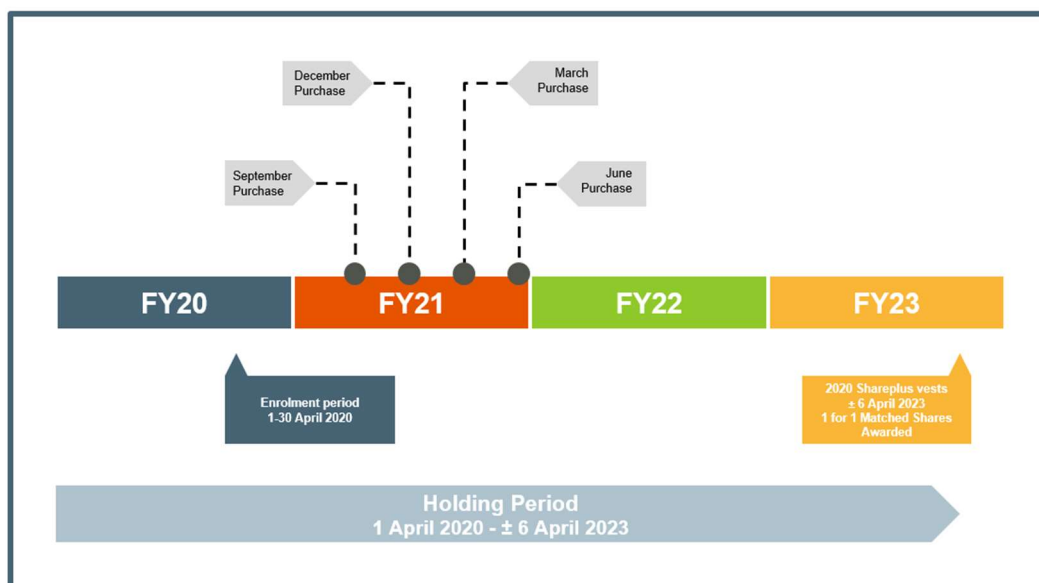 December
Purchase
March
Purchase
September
Purchase
June
Purchase
FY20
FY21
FY22
FY23
Enrolment period
1-30 April 2020
2020 Shareplus vests
± 6 April 2023
1 for 1 Matched Shares
Awarded
Holding Period
1 April 2020 - ± 6 April 2023